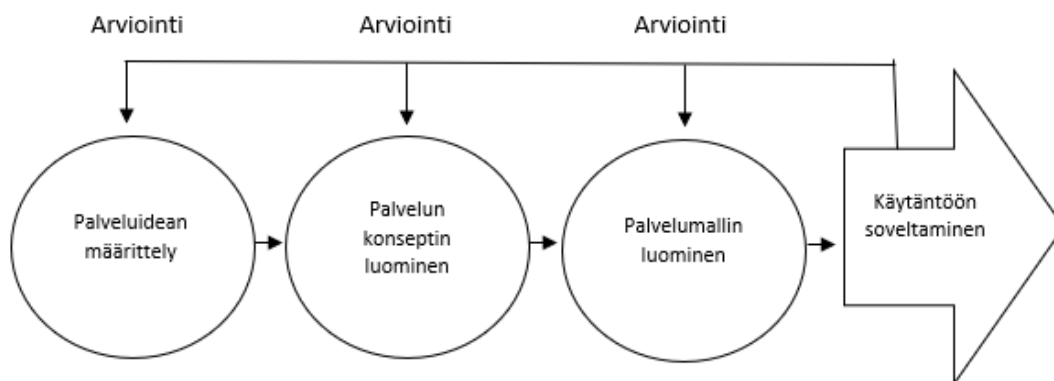 Arviointi
Arviointi
Arviointi
Palveluidean
määrittely
Palvelun
konseptin
luominen
Palvelumallin
luominen
Käytäntöön
soveltaminen